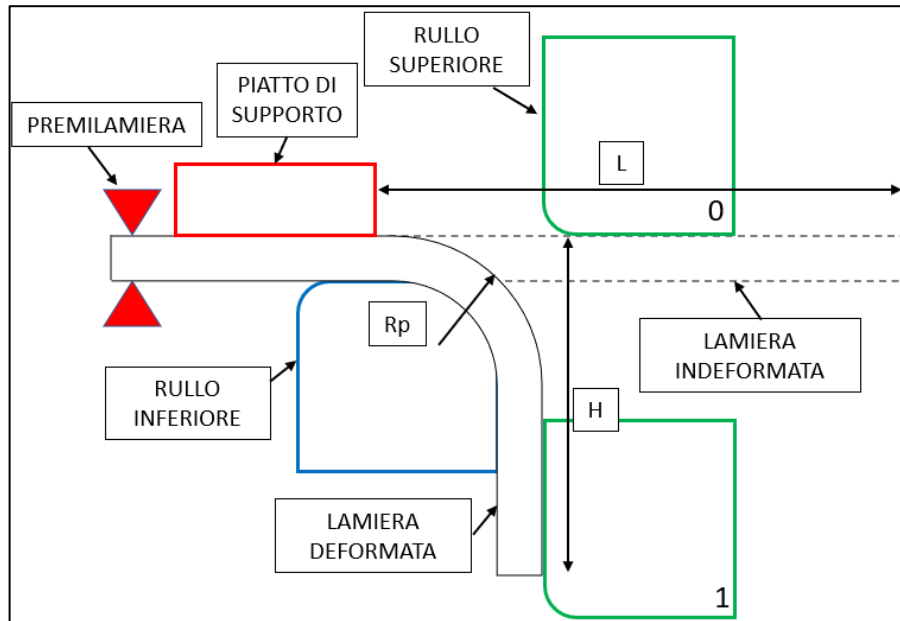 RULLO
SUPERIORE
PIATTO DI
SUPPORTO
PREMILAMIERA
L
0
Rp
LAMIERA
INDEFORMATA
RULLO
INFERIORE
H
LAMIERA
DEFORMATA
1